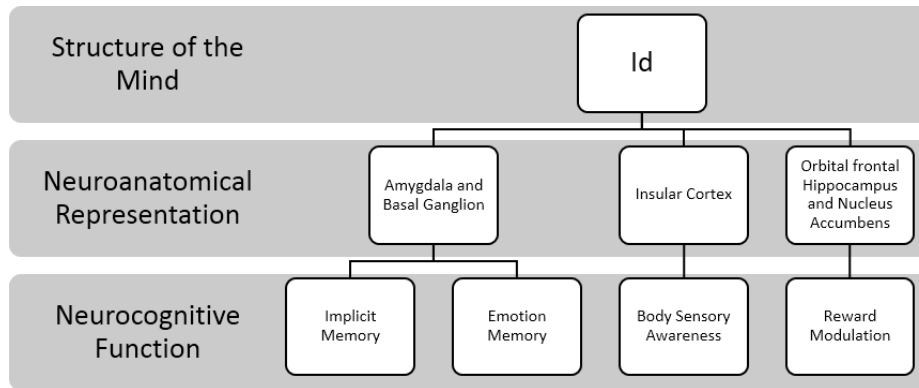 Structure of the
Mind
Id
Neuroanatomical
Representation
Amygdala and
Basal Ganglion
Insular Cortex
Orbital frontal
Hippocampus
and Nucleus
Accumbens
Neurocognitive
Function
Implicit
Memory
Emotion
Memory
Body Sensory
Awareness
Reward
Modulation